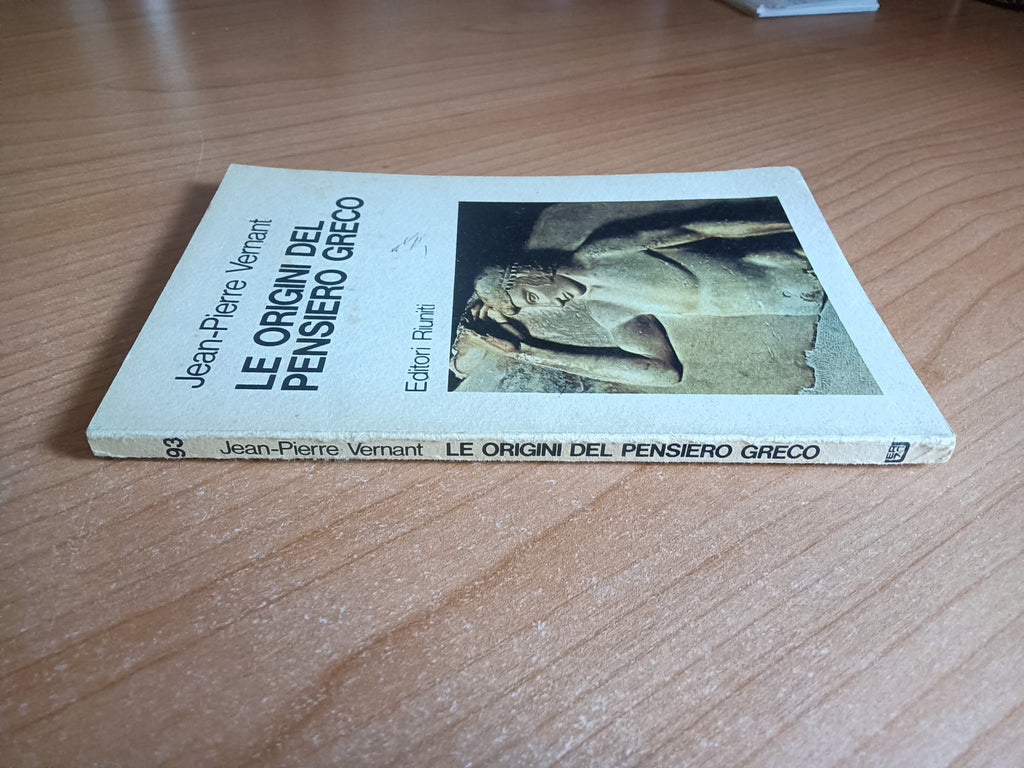 Jean-Pierre Vernant
LE ORIGINI DEL
PENSIERO GRECO
Editori Riuniti
93
Jean-Pierre Vernant LE ORIGINI DEL PENSIERO GRECO